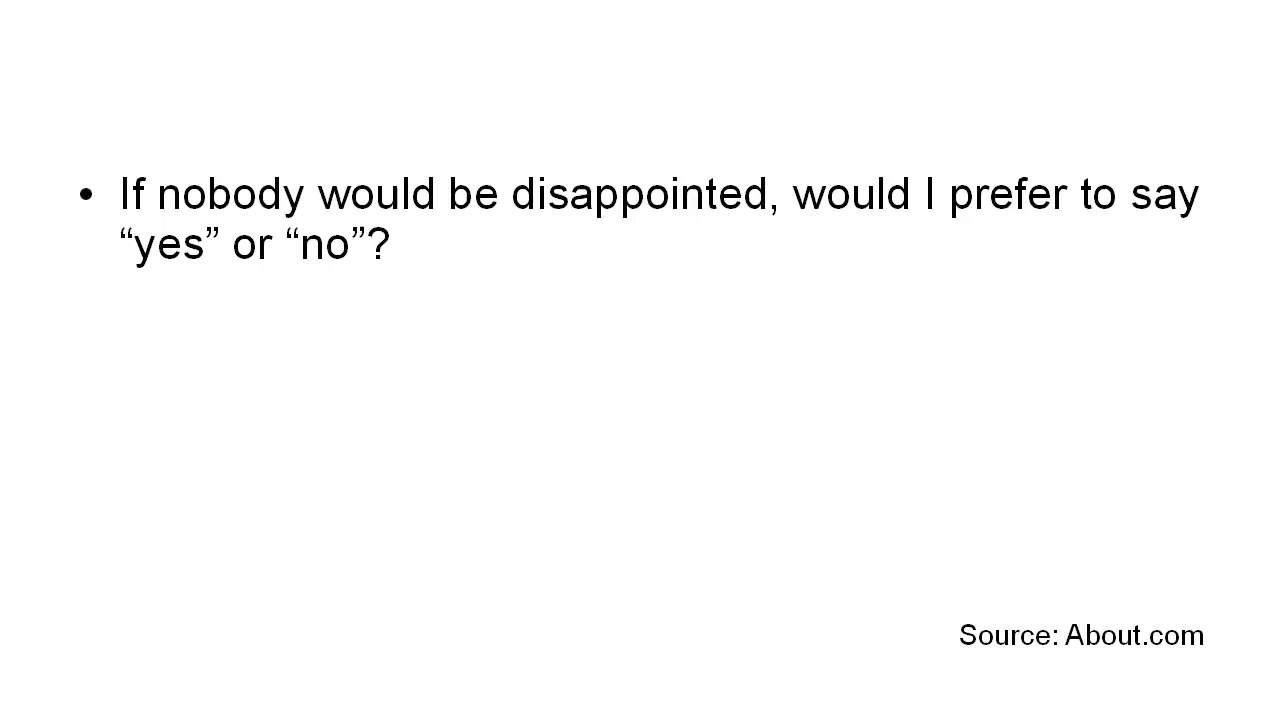 • If nobody would be disappointed, would I prefer to say
“yes” or “no”?
Source: About.com